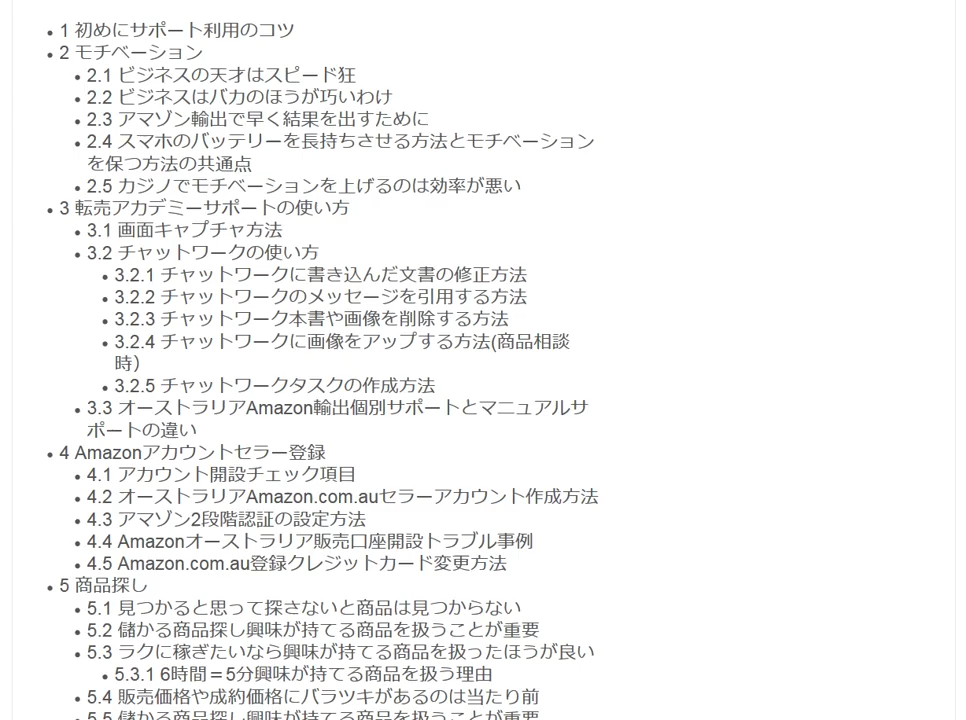 1 初めにサポート利用のコツ
2 モチベーション
2.1 ビジネスの天才はスピード狂
2.2 ビジネスはバカのほうが巧いわけ
2.3 アマゾン輸出で早く結果を出すために
2.4 スマホのバッテリーを長持ちさせる方法とモチベーション
を保つ方法の共通点
2.5 カジノでモチベーションを上げるのは効率が悪い
3 転売アカデミーサポートの使い方
3.1 画面キャプチャ方法
3.2 チャットワークの使い方
3.2.1 チャットワークに書き込んだ文書の修正方法
3.2.2 チャットワークのメッセージを引用する方法
3.2.3 チャットワーク本書や画像を削除する方法
3.2.4 チャットワークに画像をアップする方法(商品相談
時）
3.2.5 チャットワークタスクの作成方法
3.3 オーストラリアAmazon輸出個別サポートとマニュアルサ
ポートの違い
4 Amazonアカウントセラー登録
4.1 アカウント開設チェック項目
4.2 オーストラリアAmazon.com.auセラーアカウント作成方法
4.3 アマゾン2段階認証の設定方法
4.4 Amazonオーストラリア販売口座開設トラブル事例
4.5 Amazon.com.au登録クレジットカード変更方法
5 商品探し
5.1 見つかると思って探さないと商品は見つからない
5.2 儲かる商品探し興味が持てる商品を扱うことが重要
5.3 ラクに稼ぎたいなら興味が持てる商品を扱ったほうが良い
5.3.1 6時間＝5分興味が持てる商品を扱う理由
5.4 販売価格や成約価格にバラツキがあるのは当たり前
5.5 儲かる商品探し興味が持てる商品を扱うことが重要